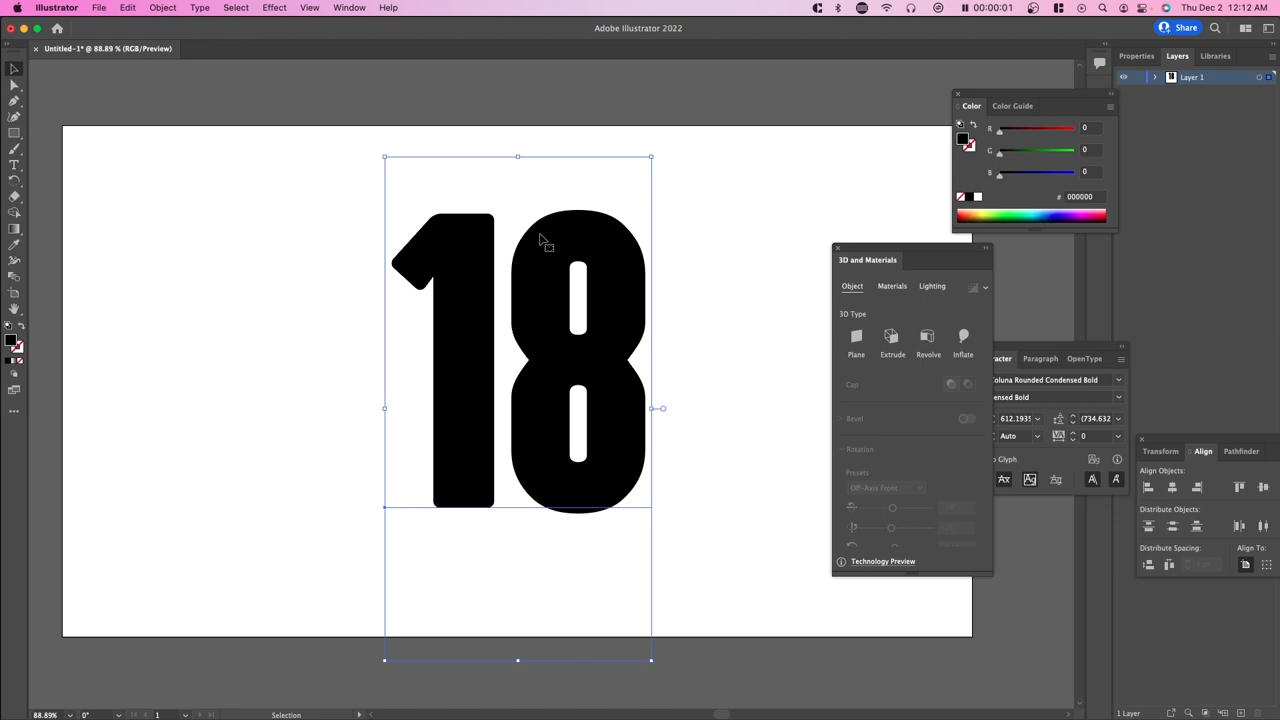 Illustrator File Edit Object Type Select Effect View Window Help 00:00:01 Thu Dec 2 12:12 AM
Adobe Illustrator 2022
Share
Untitled-1* @ 88.89 % (RGB/Preview)
Properties Layers Libraries
Layer 1
Color Color Guide
R 0
G 0
B 0
# 000000
18
3D and Materials
Object Materials Lighting
3D Type
Plane Extrude Revolve Inflate
Cap
Bevel
Rotation
Presets
Off-Axis Front
Technology Preview
racter Paragraph OpenType
Coluna Rounded Condensed Bold
ensed Bold
612.1935 (734.632
Auto 0
o Glyph
Transform Align Pathfinder
Align Objects:
Distribute Objects:
Distribute Spacing: Align To:
88.89% 0° 1 Selection
1 Layer